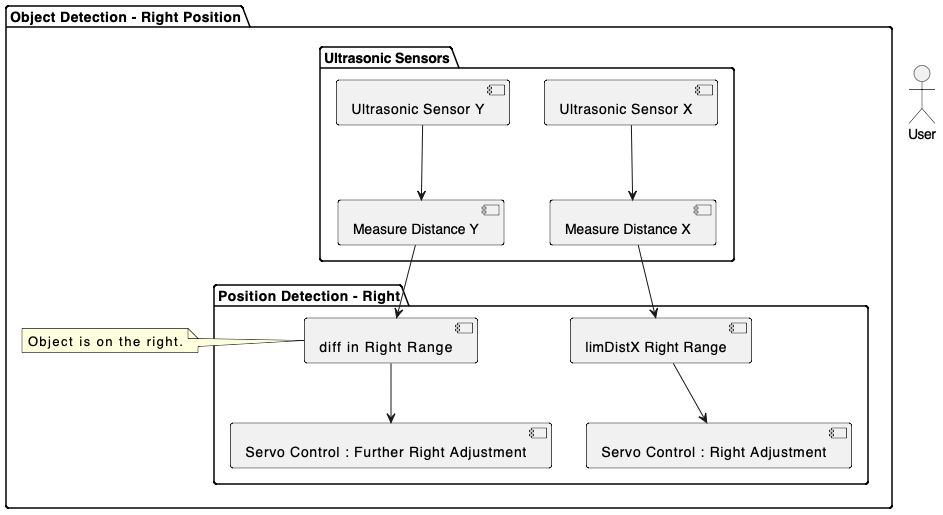 Object Detection - Right Position
Ultrasonic Sensors
Ultrasonic Sensor Y
Ultrasonic Sensor X
User
Measure Distance Y
Measure Distance X
Position Detection - Right
Object is on the right.
diff in Right Range
limDistX Right Range
Servo Control : Further Right Adjustment
Servo Control : Right Adjustment